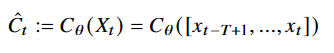 Ĉ_t := C_θ(X_t) = C_θ([x_{t−T+1}, ..., x_t])